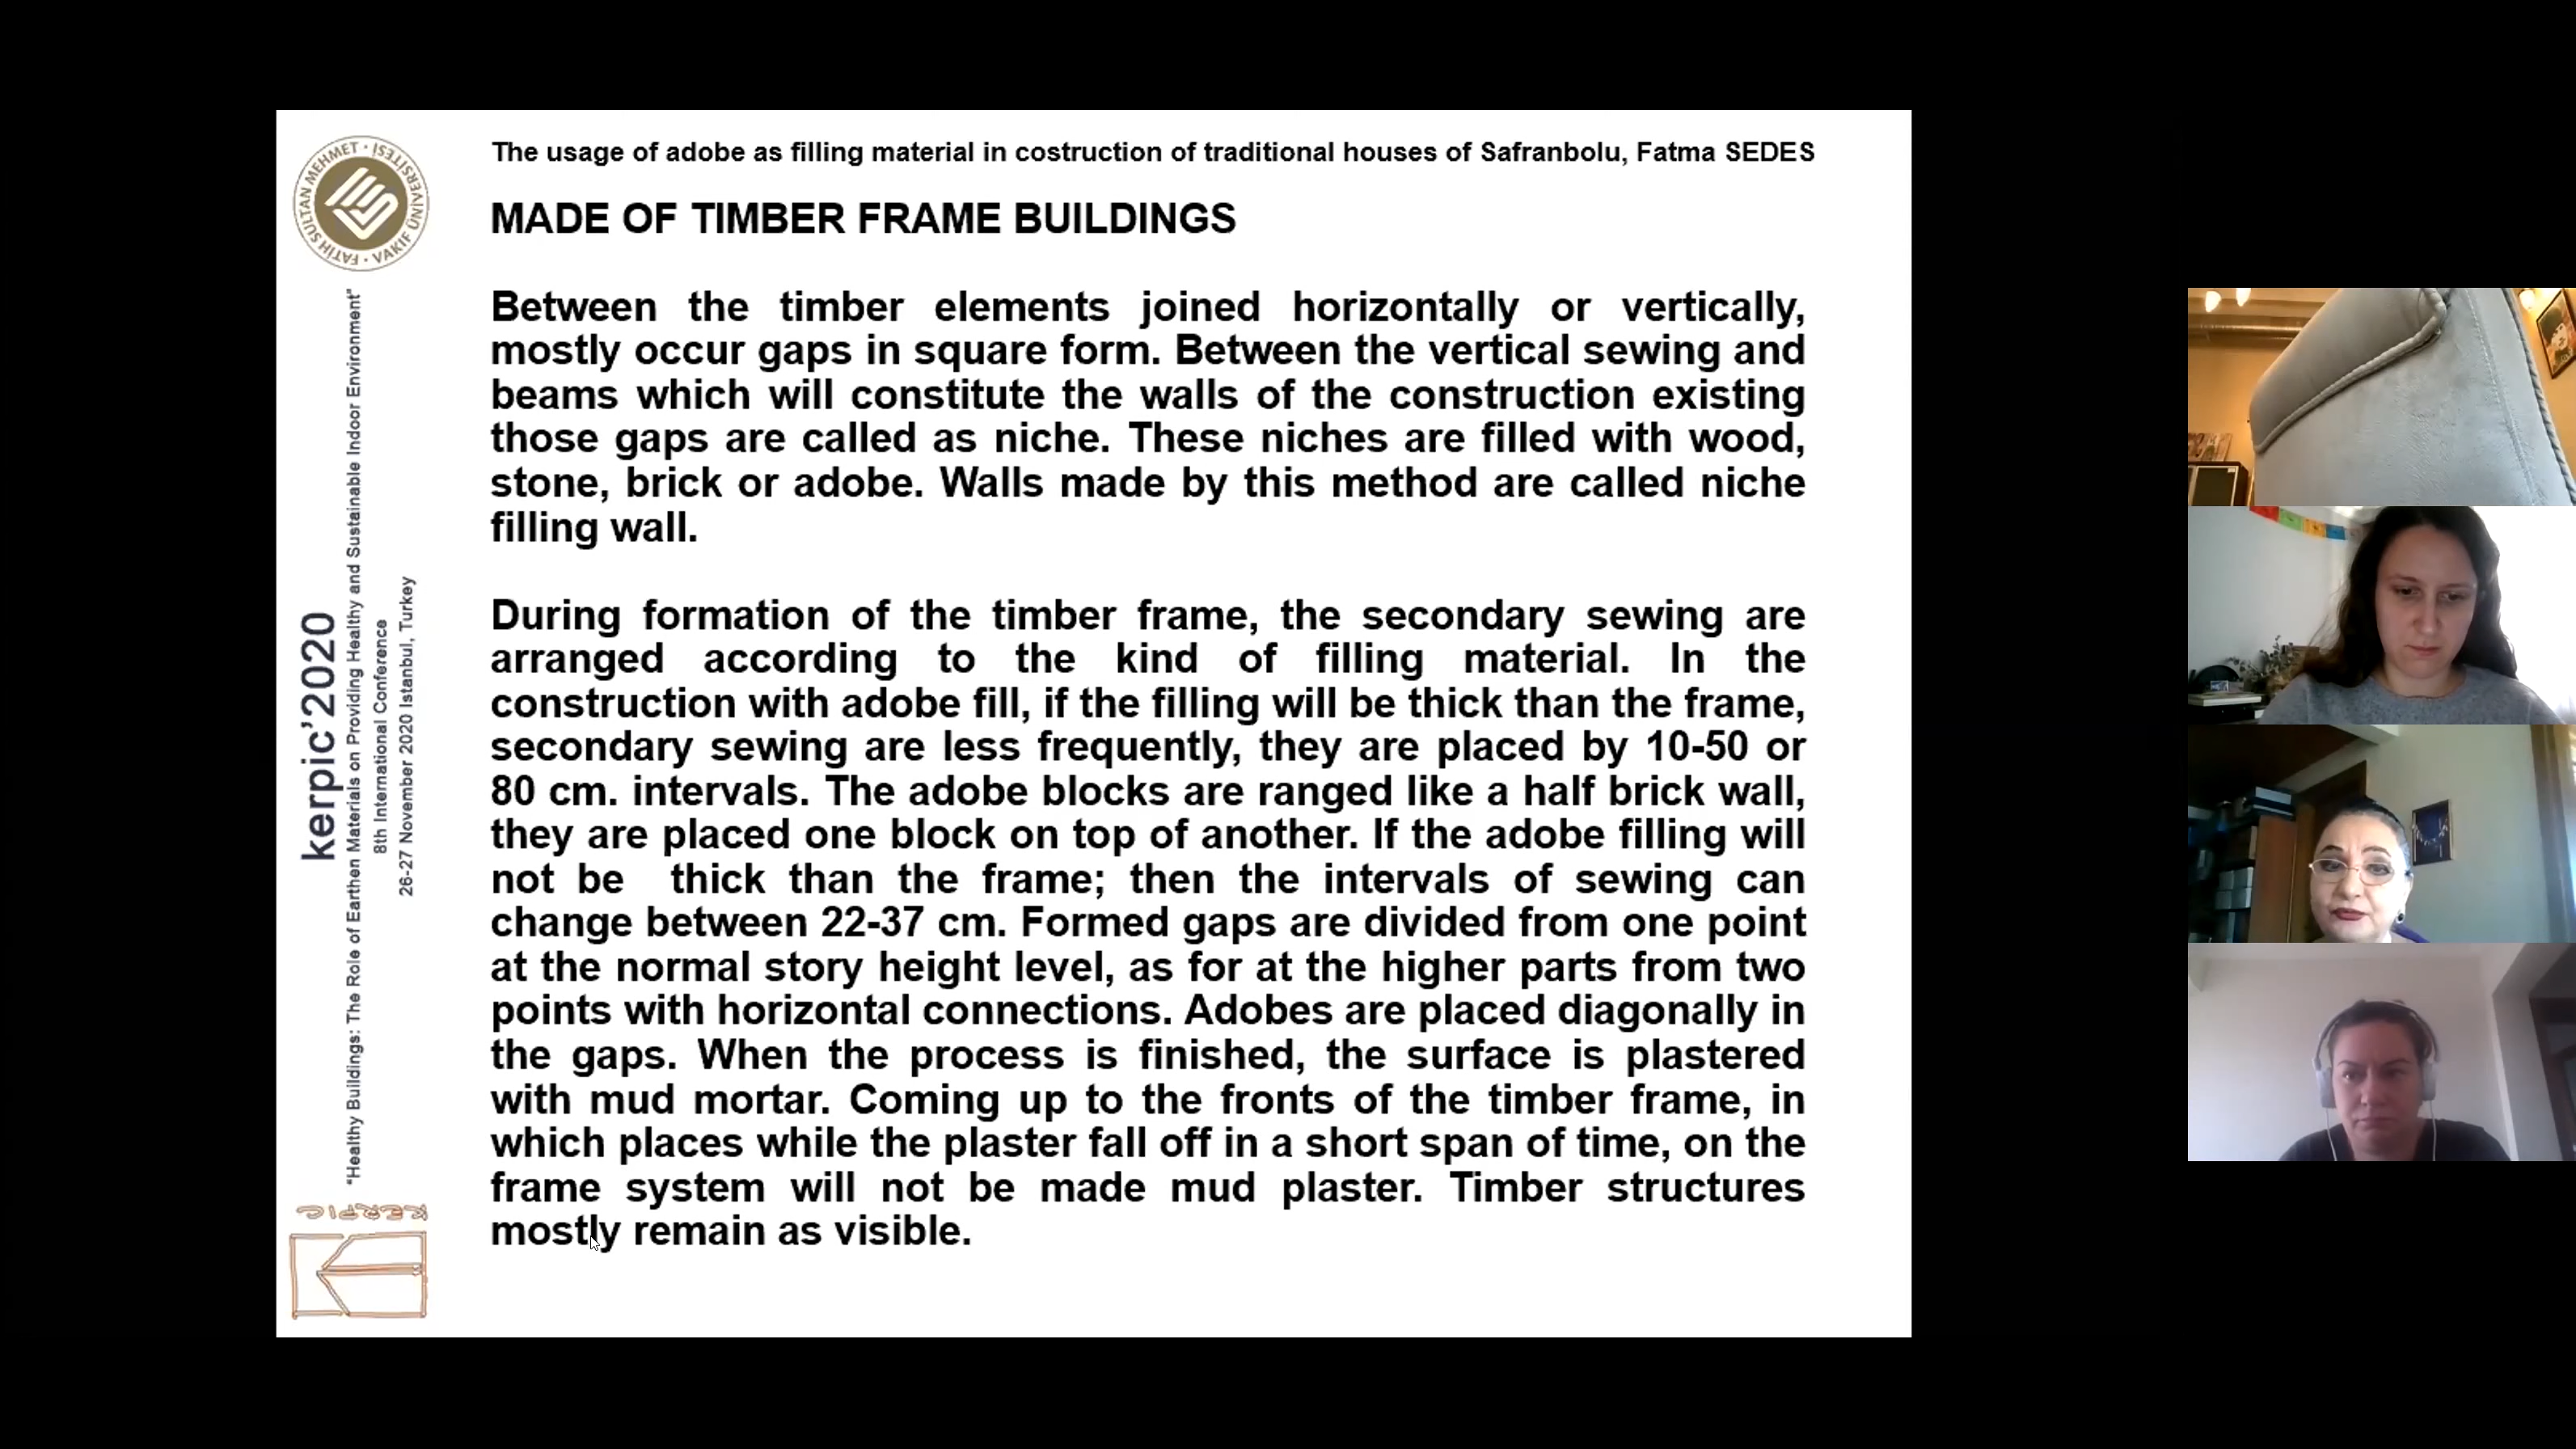 The usage of adobe as filling material in costruction of traditional houses of Safranbolu, Fatma SEDES
MADE OF TIMBER FRAME BUILDINGS
Between the timber elements joined horizontally or vertically,
mostly occur gaps in square form. Between the vertical sewing and
beams which will constitute the walls of the construction existing
those gaps are called as niche. These niches are filled with wood,
stone, brick or adobe. Walls made by this method are called niche
filling wall.
During formation of the timber frame, the secondary sewing are
arranged according to the kind of filling material. In the
construction with adobe fill, if the filling will be thick than the frame,
secondary sewing are less frequently, they are placed by 10-50 or
80 cm. intervals. The adobe blocks are ranged like a half brick wall,
they are placed one block on top of another. If the adobe filling will
not be thick than the frame; then the intervals of sewing can
change between 22-37 cm. Formed gaps are divided from one point
at the normal story height level, as for at the higher parts from two
points with horizontal connections. Adobes are placed diagonally in
the gaps. When the process is finished, the surface is plastered
with mud mortar. Coming up to the fronts of the timber frame, in
which places while the plaster fall off in a short span of time, on the
frame system will not be made mud plaster. Timber structures
mostly remain as visible.
FATİH SULTAN MEHMET · VAKIF ÜNİVERSİTESİ ·
kerpic’2020
“Healthy Buildings: The Role of Earthen Materials on Providing Healthy and Sustainable Indoor Environment”
8th International Conference
26-27 November 2020 Istanbul, Turkey
KERPIC